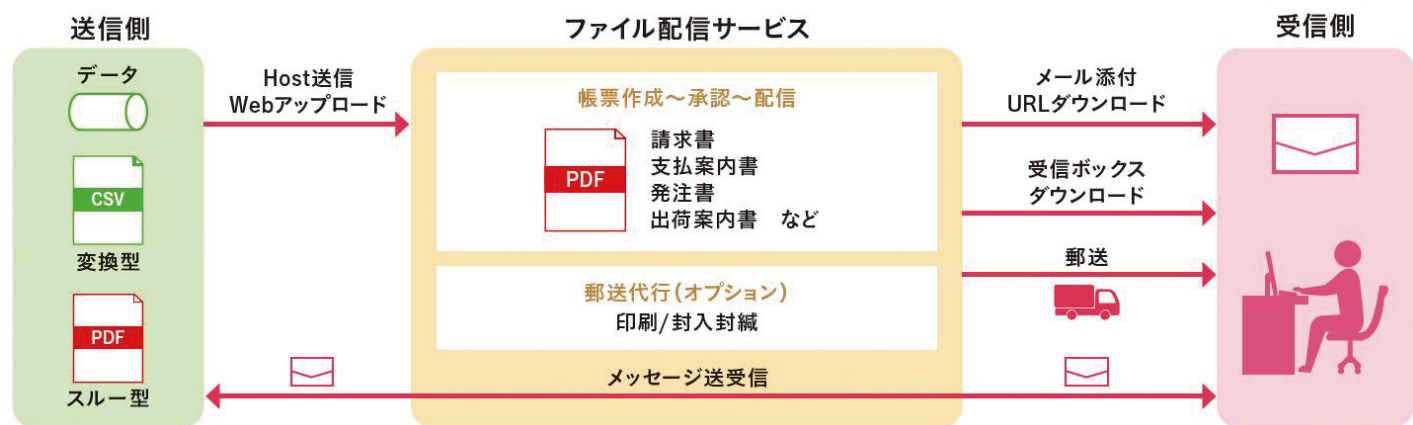 送信側
データ
CSV
変換型
PDF
スルー型
Host送信
Webアップロード
ファイル配信サービス
帳票作成～承認～配信
PDF
請求書
支払案内書
発注書
出荷案内書　など
郵送代行（オプション）
印刷/封入封緘
メッセージ送受信
メール添付
URLダウンロード
受信ボックス
ダウンロード
郵送
受信側